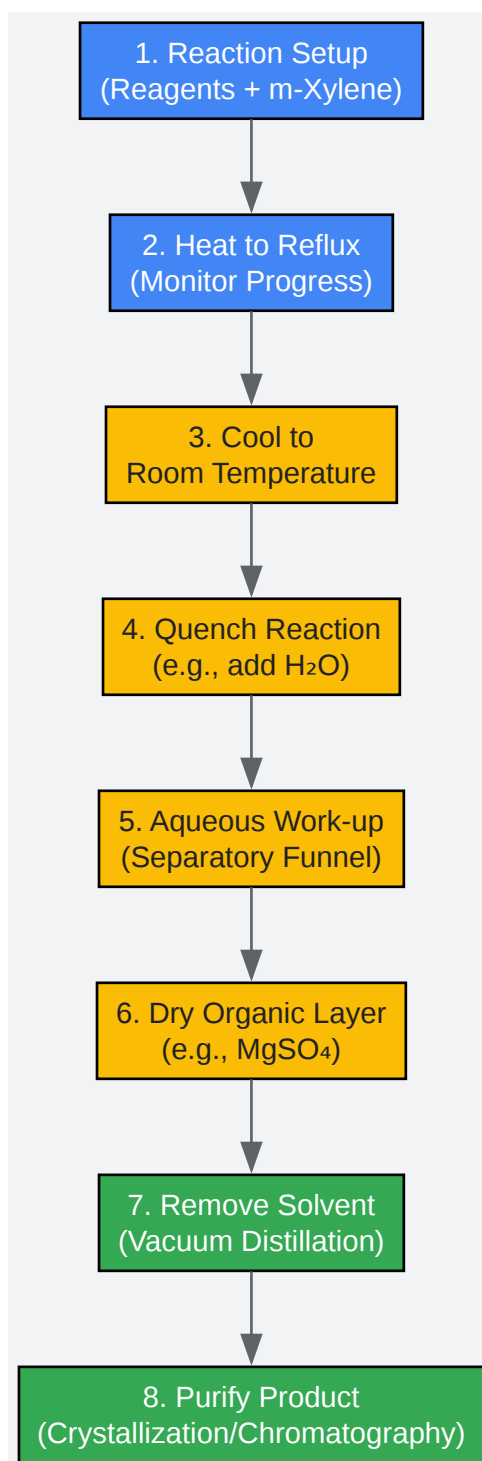 1. Reaction Setup
(Reagents + m-Xylene)
2. Heat to Reflux
(Monitor Progress)
3. Cool to
Room Temperature
4. Quench Reaction
(e.g., add H₂O)
5. Aqueous Work-up
(Separatory Funnel)
6. Dry Organic Layer
(e.g., MgSO₄)
7. Remove Solvent
(Vacuum Distillation)
8. Purify Product
(Crystallization/Chromatography)